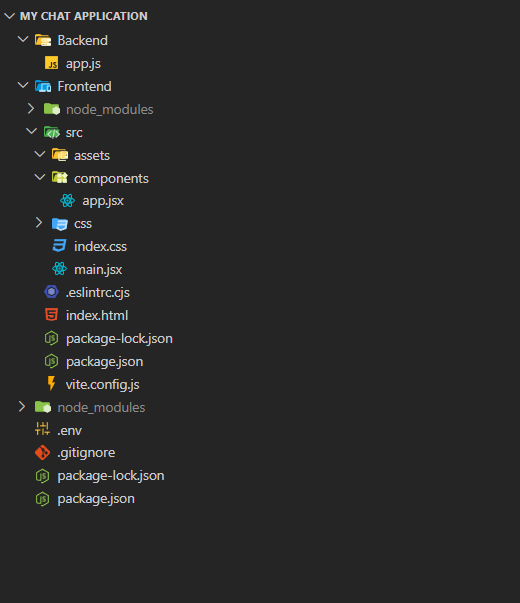 MY CHAT APPLICATION
Backend
app.js
Frontend
node_modules
src
assets
components
app.jsx
css
index.css
main.jsx
.eslintrc.cjs
index.html
package-lock.json
package.json
vite.config.js
node_modules
.env
.gitignore
package-lock.json
package.json